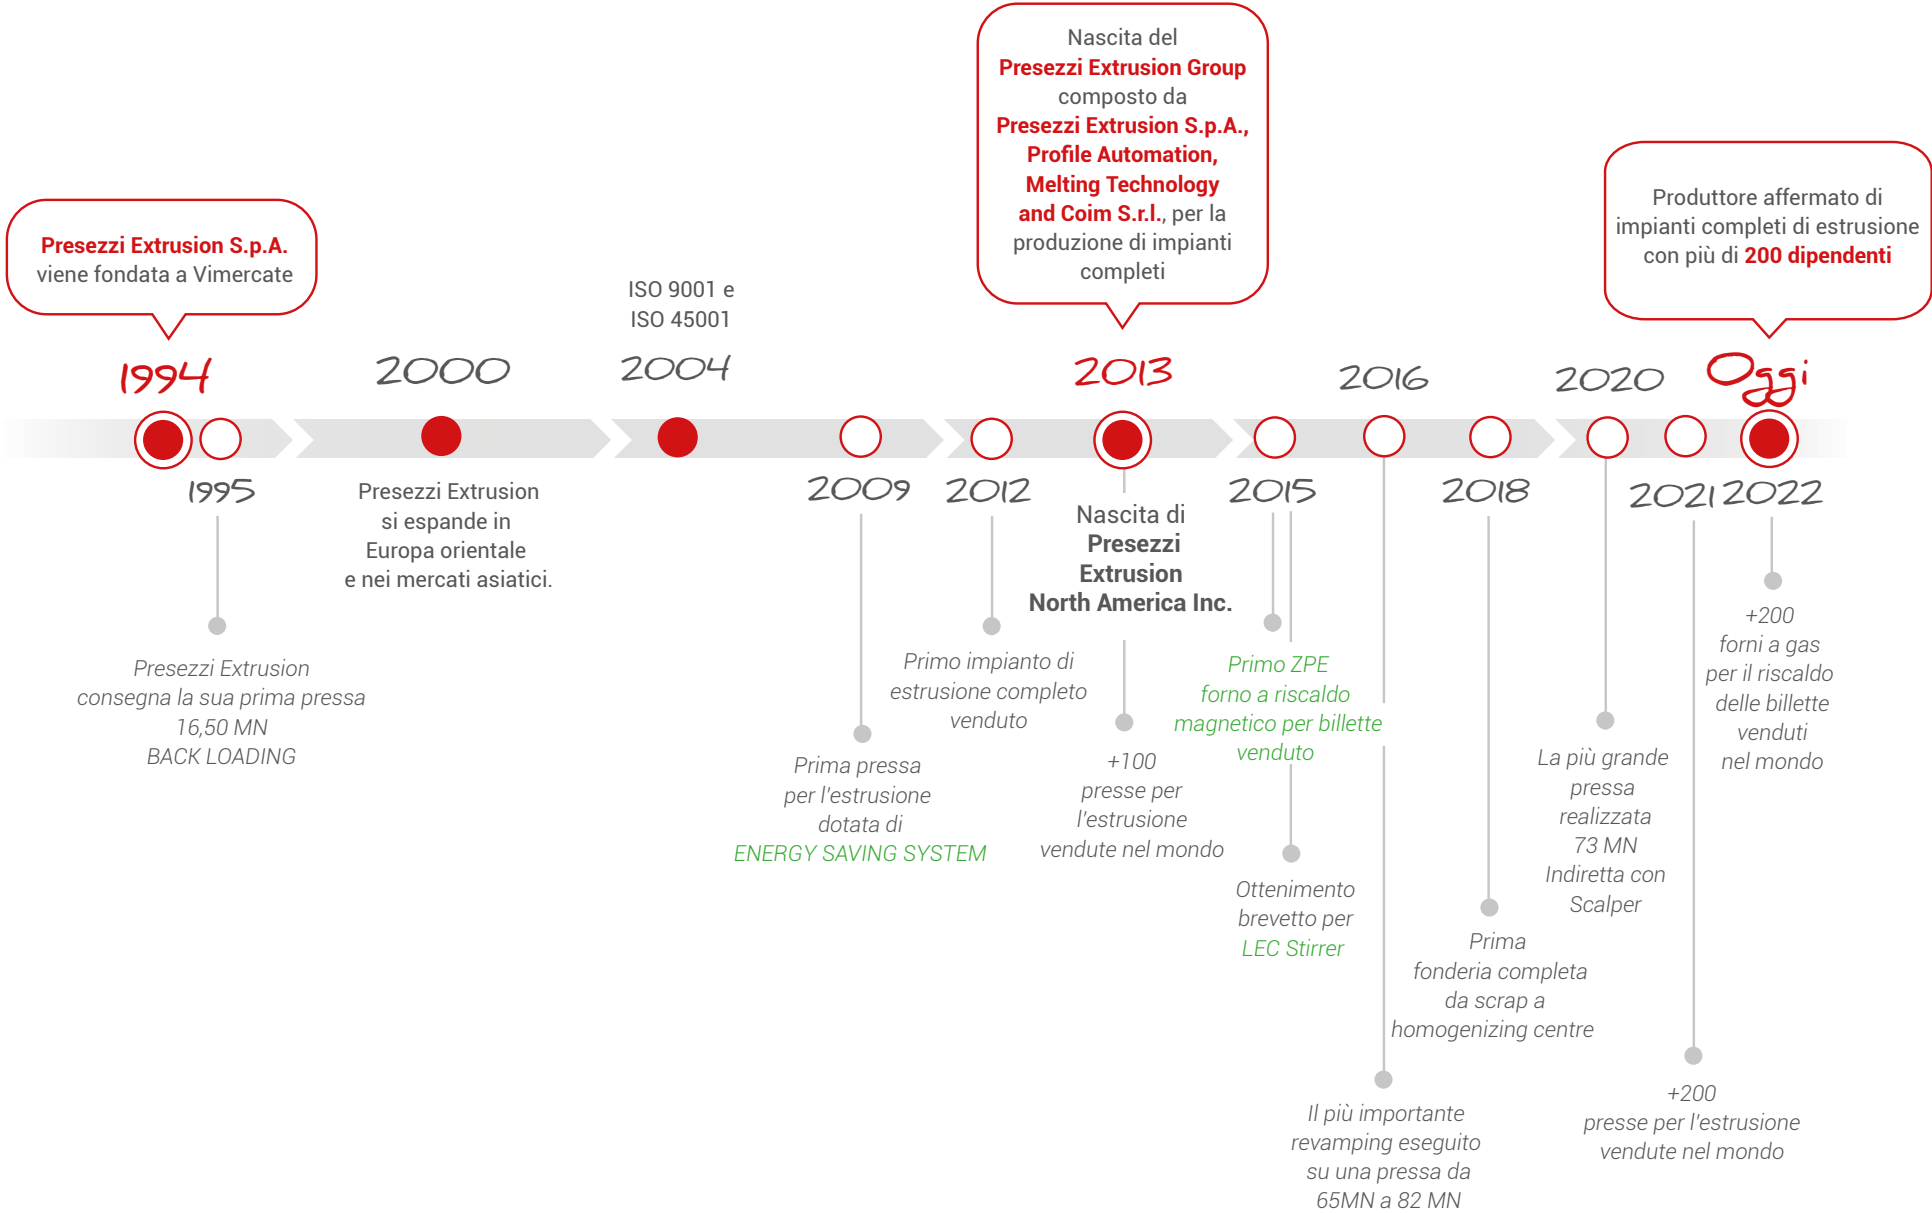 Presezzi Extrusion S.p.A.
viene fondata a Vimercate
1994
1995
Presezzi Extrusion
consegna la sua prima pressa
16,50 MN
BACK LOADING
2000
Presezzi Extrusion
si espande in
Europa orientale
e nei mercati asiatici.
ISO 9001 e
ISO 45001
2004
2009
Prima pressa
per l'estrusione
dotata di
ENERGY SAVING SYSTEM
2012
Primo impianto di
estrusione completo
venduto
Nascita del
Presezzi Extrusion Group
composto da
Presezzi Extrusion S.p.A.,
Profile Automation,
Melting Technology
and Coim S.r.l., per la
produzione di impianti
completi
2013
Nascita di
Presezzi
Extrusion
North America Inc.
+100
presse per
l'estrusione
vendute nel mondo
2015
Primo ZPE
forno a riscaldo
magnetico per billette
venduto
Ottenimento
brevetto per
LEC Stirrer
2016
Il più importante
revamping eseguito
su una pressa da
65MN a 82 MN
2018
Prima
fonderia completa
da scrap a
homogenizing centre
2020
La più grande
pressa
realizzata
73 MN
Indiretta con
Scalper
2021
+200
presse per l'estrusione
vendute nel mondo
Produttore affermato di
impianti completi di estrusione
con più di 200 dipendenti
Oggi
2022
+200
forni a gas
per il riscaldo
delle billette
venduti
nel mondo